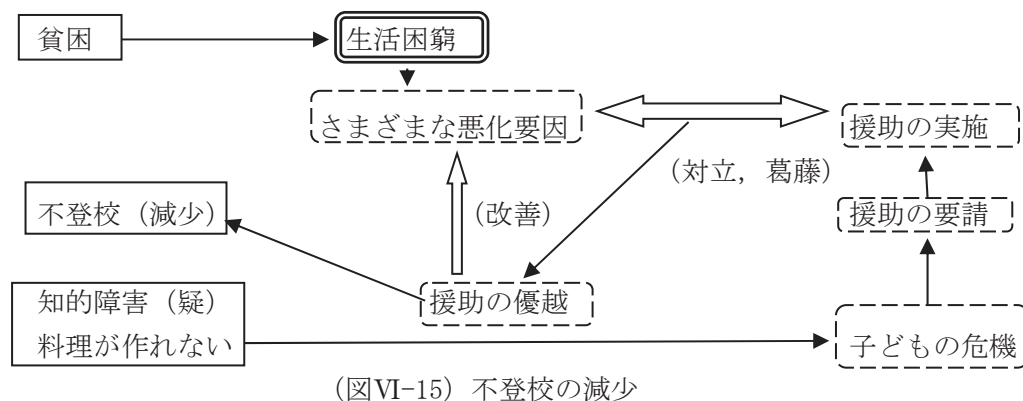 貧困
生活困窮
さまざまな悪化要因
援助の実施
(対立，葛藤)
不登校（減少）
(改善)
援助の要請
知的障害（疑）
料理が作れない
援助の優越
子どもの危機
(図Ⅵ-15) 不登校の減少